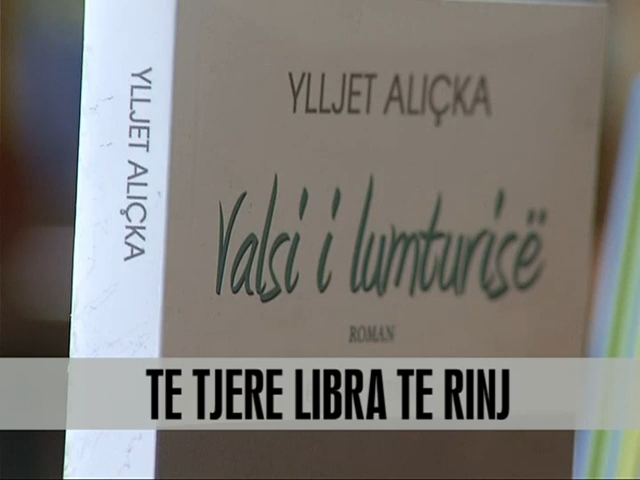 YLLJET ALIÇKA
YLLJET ALIÇKA
Valsi i lumturisë
ROMAN
TE TJERE LIBRA TE RINJ